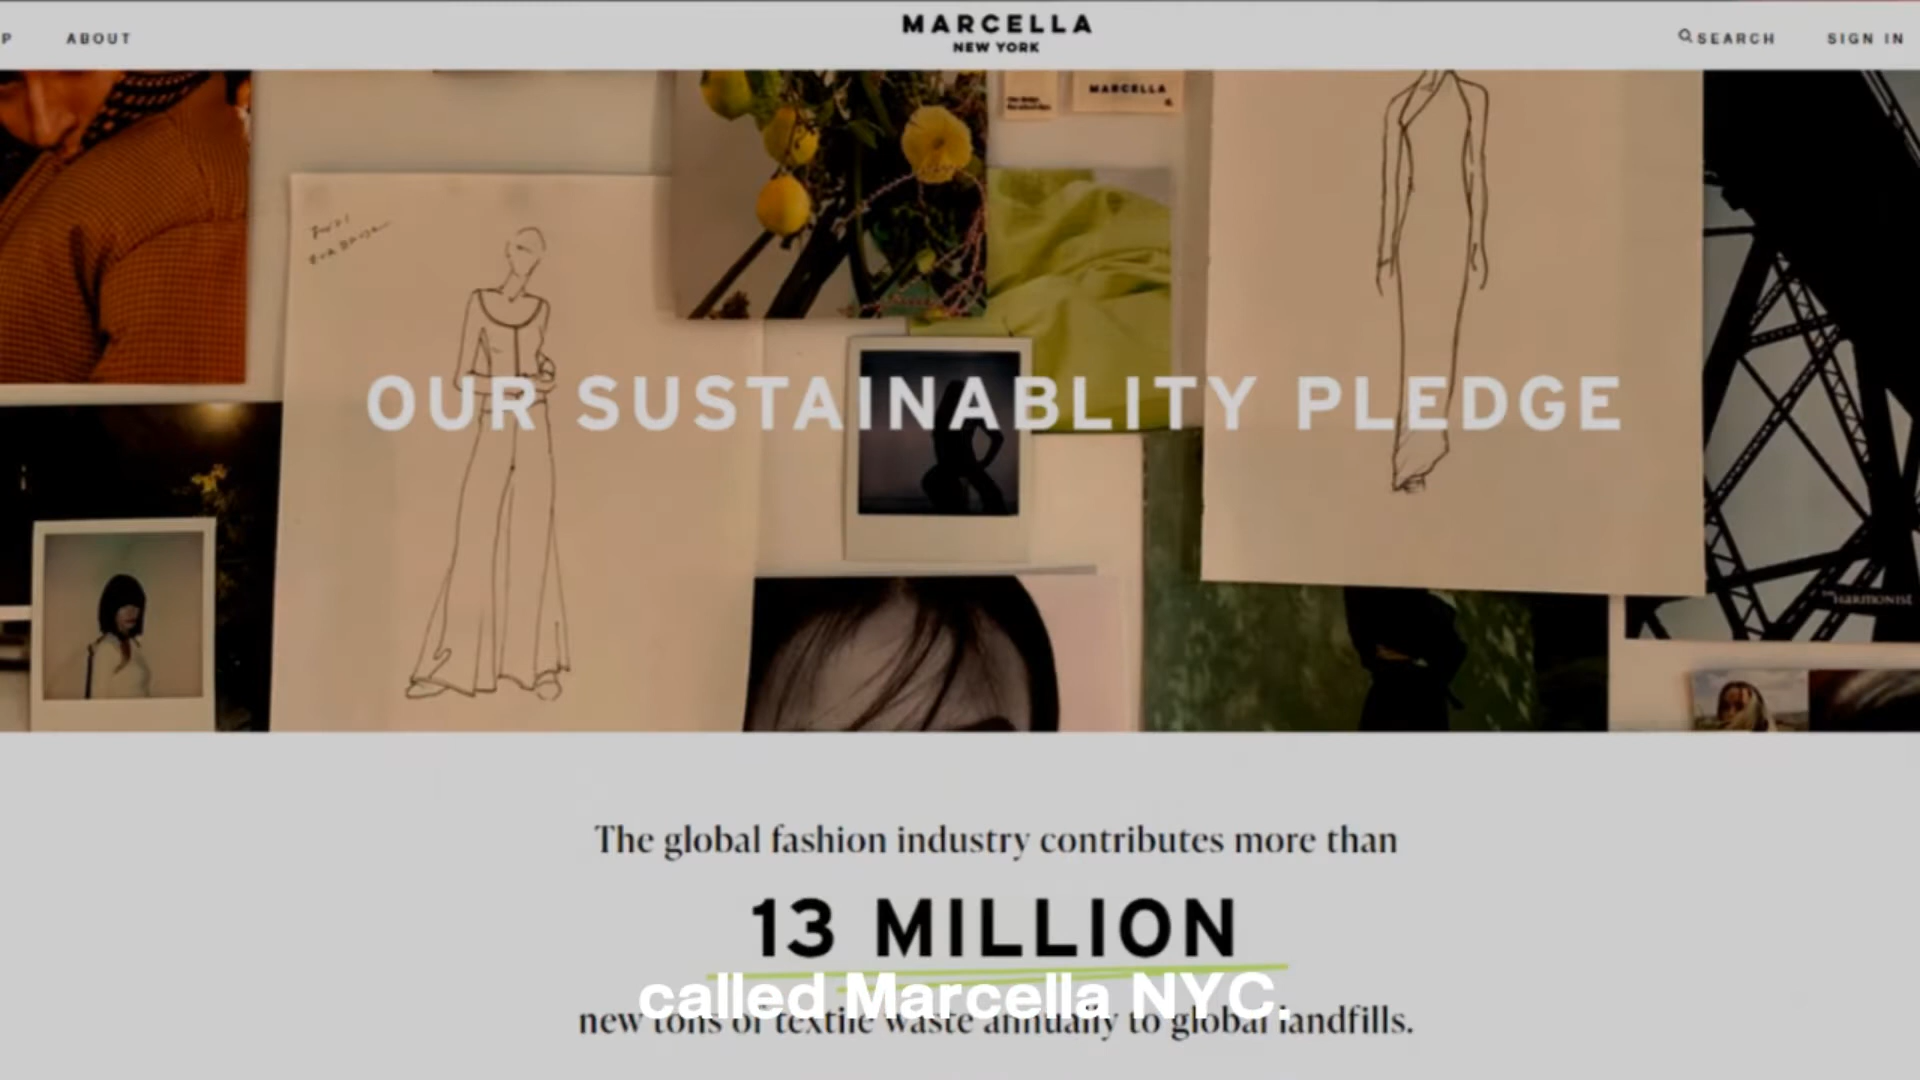 P ABOUT
MARCELLA
NEW YORK
SEARCH SIGN IN
MARCELLA
OUR SUSTAINABLITY PLEDGE
HARMONIST
The global fashion industry contributes more than
13 MILLION
called Marcella NYC.
new tons of textile waste annually to global landfills.